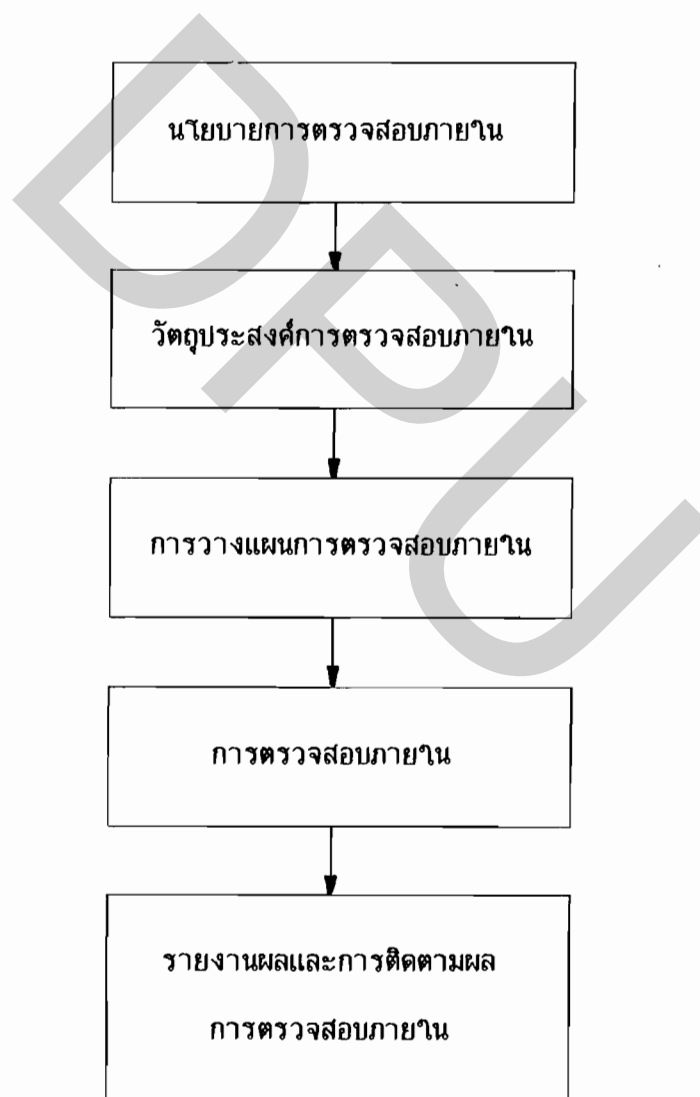 นโยบายการตรวจสอบภายใน
วัตถุประสงค์การตรวจสอบภายใน
การวางแผนการตรวจสอบภายใน
การตรวจสอบภายใน
รายงานผลและการติดตามผล
การตรวจสอบภายใน
DPU